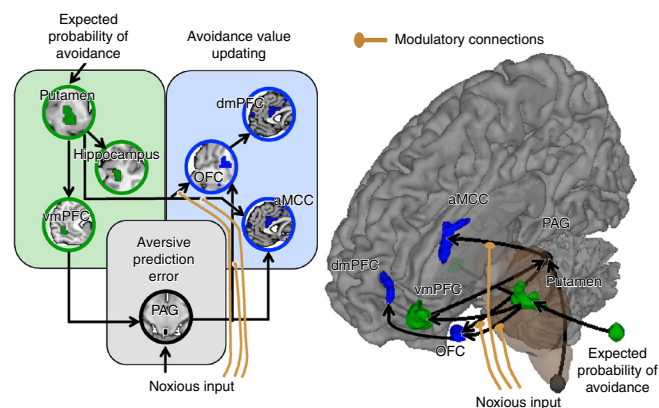 Expected
probability of
avoidance
Avoidance value
updating
Modulatory connections
Putamen
dmPFC
Hippocampus
OFC
vmPFC
aMCC
Aversive
prediction
error
PAG
Noxious input
aMCC
PAG
dmPFC
vmPFC
Putamen
OFC
Expected
probability of
avoidance
Noxious input